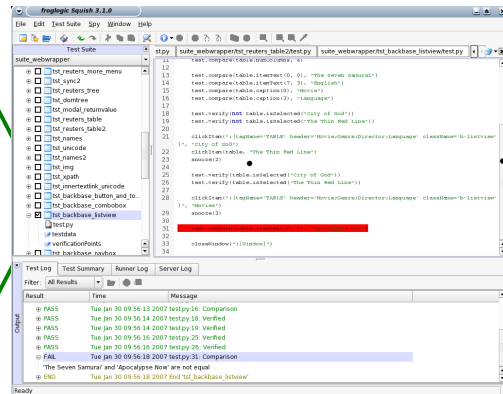 froglogic Squish 3.1.0
File Edit Test Suite Spy Window Help
Test Suite
suite_webwrapper
tst_reuters_more_menu
tst_sync2
tst_reuters_tree
tst_domtree
tst_modal_returnvalue
tst_reuters_table
tst_reuters_table2
tst_names
tst_unicode
tst_names2
tst_img
tst_xpath
tst_innertextlink_unicode
tst_backbase_button_and_to...
tst_backbase_combobox
tst_backbase_listview
test.py
testdata
verificationPoints
tst_backbase_navbox
st.py suite_webwrapper/tst_reuters_table2/test.py suite_webwrapper/tst_backbase_listview/test.py
11 test.compare(table.numColumns, 4)
12
13 test.compare(table.itemText(0, 0), "The Seven Samurai")
14 test.compare(table.itemText(7, 3), "English")
15 test.compare(table.caption(0), "Movie")
16 test.compare(table.caption(3), "Language")
17
18 test.verify(not table.isSelected("City of God"))
19 test.verify(not table.isSelected("The Thin Red Line"))
20
21 clickItem(":{tagName='TABLE' header='Movie;Genre;Director;Language' className='b-listview'
}", "City of God")
22 clickItem(table, "The Thin Red Line")
23 snooze(2)
24
25 test.verify(table.isSelected("City of God"))
26 test.verify(table.isSelected("The Thin Red Line"))
27
28 clickItem(":{tagName='TABLE' header='Movie;Genre;Director;Language' className='b-listview'
}", "Movies")
29 snooze(2)
30
31
32
33 closeWindow(":[Window]")
34
Output
Test Log Test Summary Runner Log Server Log
Filter: All Results
Result Time Message
PASS Tue Jan 30 09:56:13 2007 test.py:16: Comparison
PASS Tue Jan 30 09:56:14 2007 test.py:18: Verified
PASS Tue Jan 30 09:56:14 2007 test.py:19: Verified
PASS Tue Jan 30 09:56:16 2007 test.py:25: Verified
PASS Tue Jan 30 09:56:16 2007 test.py:26: Verified
FAIL Tue Jan 30 09:56:18 2007 test.py:31: Comparison
'The Seven Samurai' and 'Apocalypse Now' are not equal
END Tue Jan 30 09:56:18 2007 End 'tst_backbase_listview'
Ready